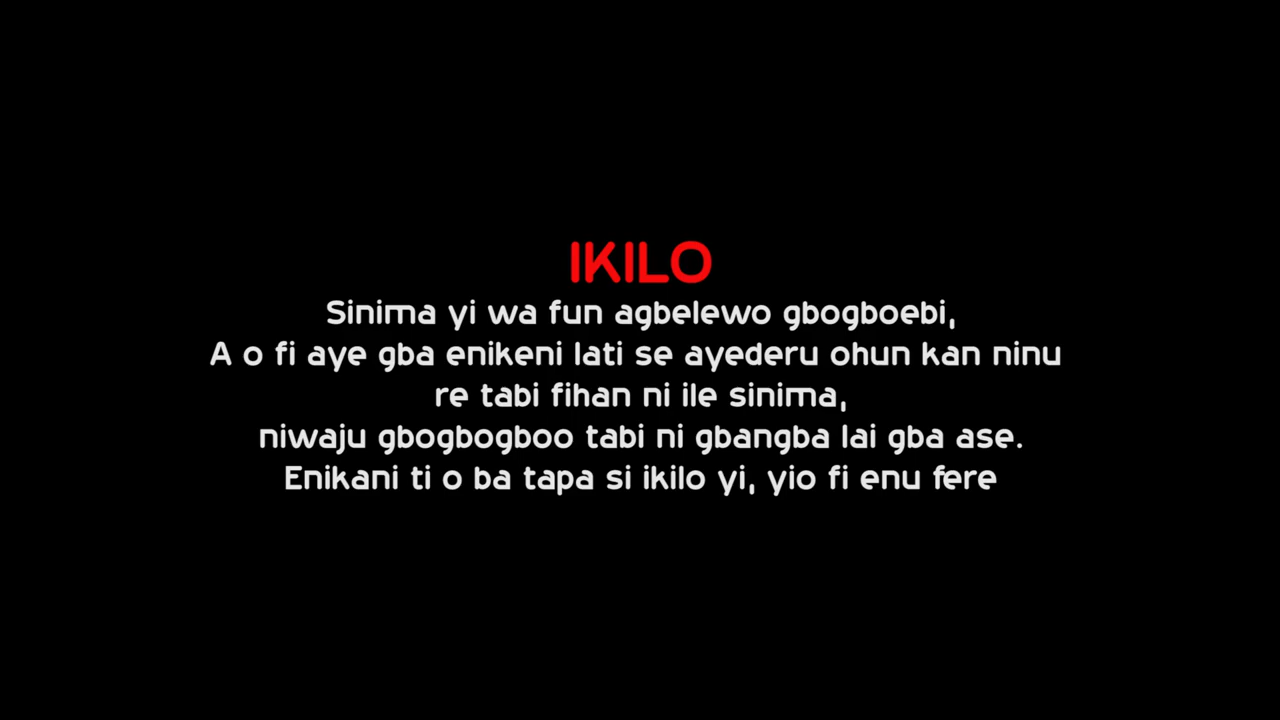 IKILO
Sinima yi wa fun agbelewo gbogboebi,
A o fi aye gba enikeni lati se ayederu ohun kan ninu
re tabi fihan ni ile sinima,
niwaju gbogbogboo tabi ni gbangba lai gba ase.
Enikani ti o ba tapa si ikilo yi, yio fi enu fere